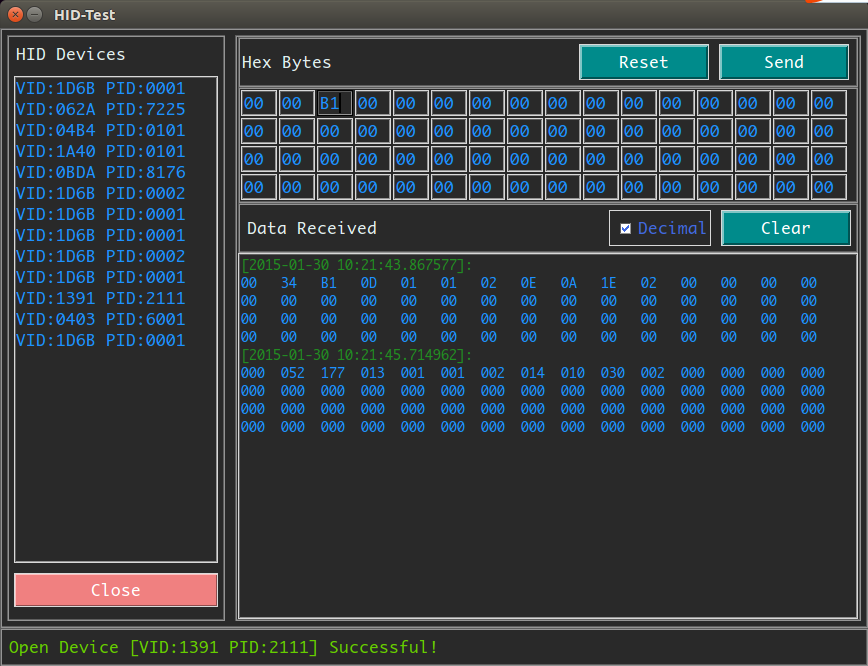 HID-Test
HID Devices
VID:1D6B PID:0001
VID:062A PID:7225
VID:04B4 PID:0101
VID:1A40 PID:0101
VID:0BDA PID:8176
VID:1D6B PID:0002
VID:1D6B PID:0001
VID:1D6B PID:0001
VID:1D6B PID:0002
VID:1D6B PID:0001
VID:1391 PID:2111
VID:0403 PID:6001
VID:1D6B PID:0001
Close
Hex Bytes
Reset
Send
00 00 B1 00 00 00 00 00 00 00 00 00 00 00 00 00
00 00 00 00 00 00 00 00 00 00 00 00 00 00 00 00
00 00 00 00 00 00 00 00 00 00 00 00 00 00 00 00
00 00 00 00 00 00 00 00 00 00 00 00 00 00 00 00
Data Received
Decimal
Clear
[2015-01-30 10:21:43.867577]:
00 34 B1 0D 01 01 02 0E 0A 1E 02 00 00 00 00
00 00 00 00 00 00 00 00 00 00 00 00 00 00 00
00 00 00 00 00 00 00 00 00 00 00 00 00 00 00
00 00 00 00 00 00 00 00 00 00 00 00 00 00 00
[2015-01-30 10:21:45.714962]:
000 052 177 013 001 001 002 014 010 030 002 000 000 000 000
000 000 000 000 000 000 000 000 000 000 000 000 000 000 000
000 000 000 000 000 000 000 000 000 000 000 000 000 000 000
000 000 000 000 000 000 000 000 000 000 000 000 000 000 000
Open Device [VID:1391 PID:2111] Successful!